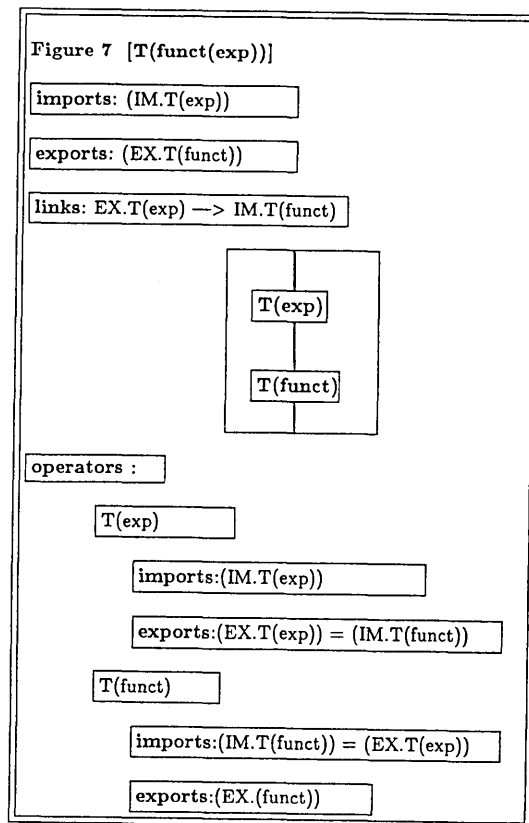 Figure 7 [T(funct(exp))]
imports: (IM.T(exp))
exports: (EX.T(funct))
links: EX.T(exp) —> IM.T(funct)
T(exp)
T(funct)
operators :
T(exp)
imports:(IM.T(exp))
exports:(EX.T(exp)) = (IM.T(funct))
T(funct)
imports:(IM.T(funct)) = (EX.T(exp))
exports:(EX.(funct))